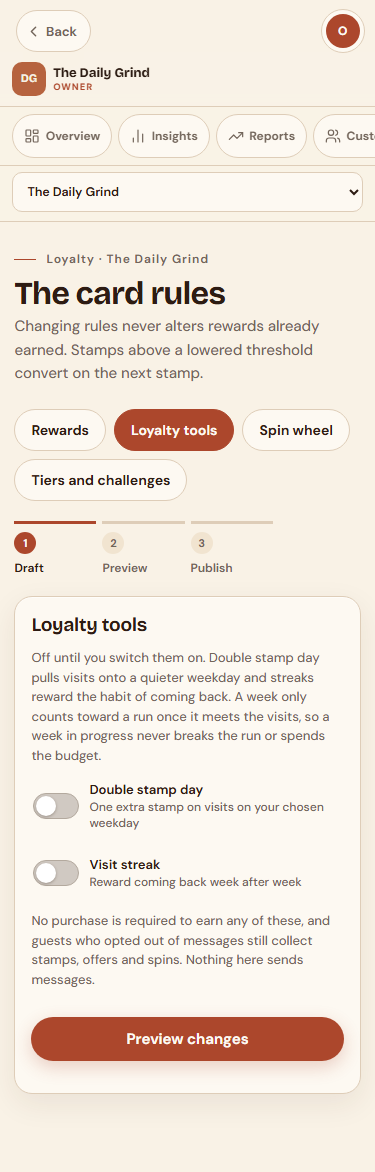 Back
O
DG
The Daily Grind
OWNER
Overview
Insights
Reports
Custo
The Daily Grind
Loyalty · The Daily Grind
The card rules
Changing rules never alters rewards already
earned. Stamps above a lowered threshold
convert on the next stamp.
Rewards
Loyalty tools
Spin wheel
Tiers and challenges
1
2
3
Draft
Preview
Publish
Loyalty tools
Off until you switch them on. Double stamp day
pulls visits onto a quieter weekday and streaks
reward the habit of coming back. A week only
counts toward a run once it meets the visits, so a
week in progress never breaks the run or spends
the budget.
Double stamp day
One extra stamp on visits on your chosen
weekday
Visit streak
Reward coming back week after week
No purchase is required to earn any of these, and
guests who opted out of messages still collect
stamps, offers and spins. Nothing here sends
messages.
Preview changes